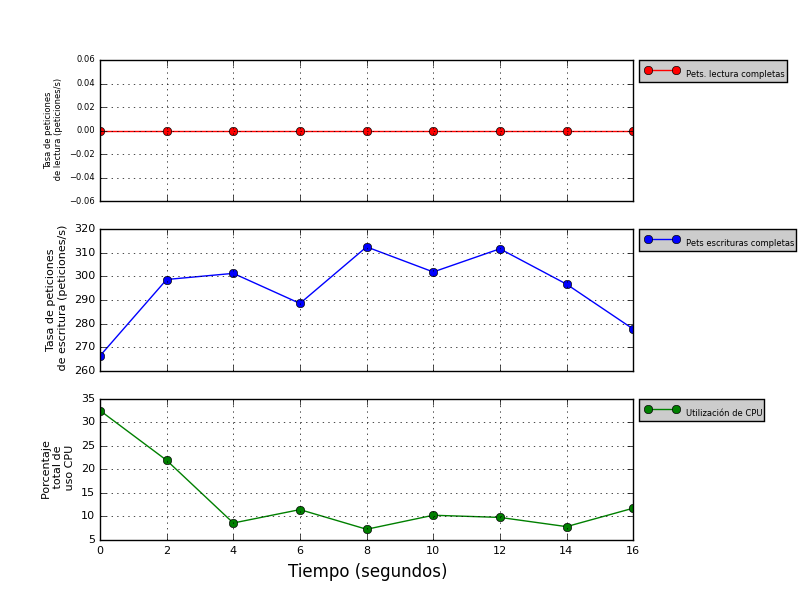 0.06
0.04
0.02
0.00
−0.02
−0.04
−0.06
Tasa de peticiones
de lectura (peticiones/s)
Pets. lectura completas
320
310
300
290
280
270
260
Tasa de peticiones
de escritura (peticiones/s)
Pets escrituras completas
35
30
25
20
15
10
5
Porcentaje
total de
uso CPU
Utilización de CPU
0 2 4 6 8 10 12 14 16
Tiempo (segundos)